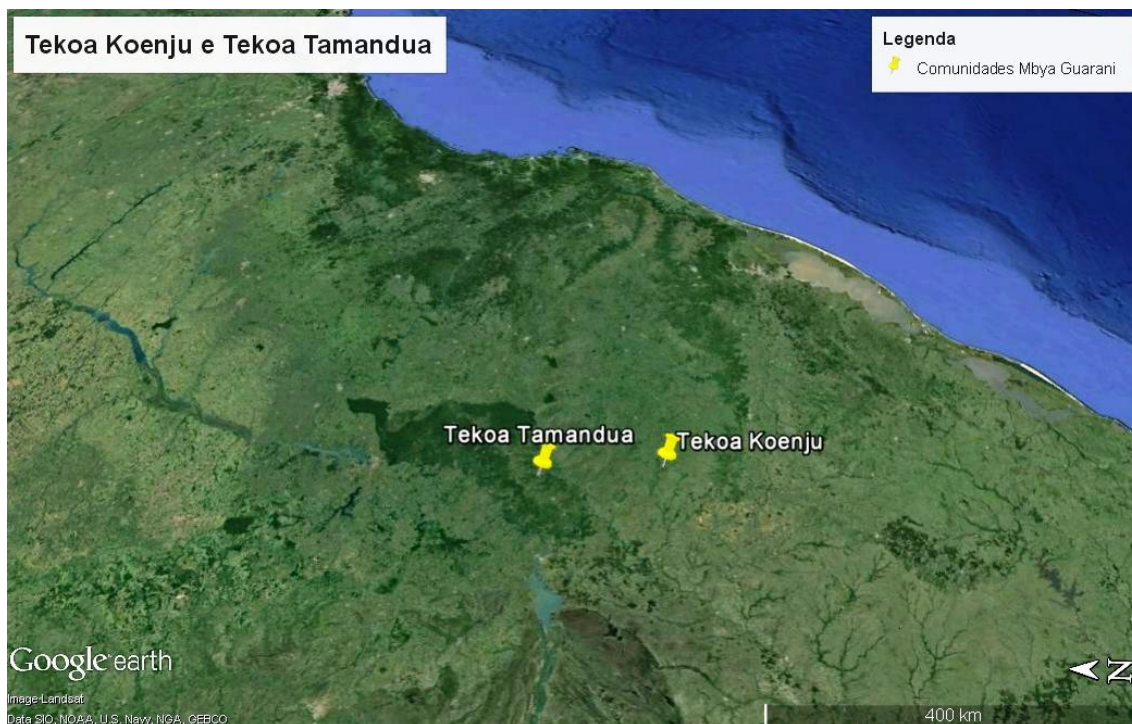 Tekoa Koenju e Tekoa Tamandua
Legenda
Comunidades Mbya Guarani
Tekoa Tamandua
Tekoa Koenju
Google earth
Image Landsat
Data SIO, NOAA, U.S. Navy, NGA, GEBCO
N
400 km